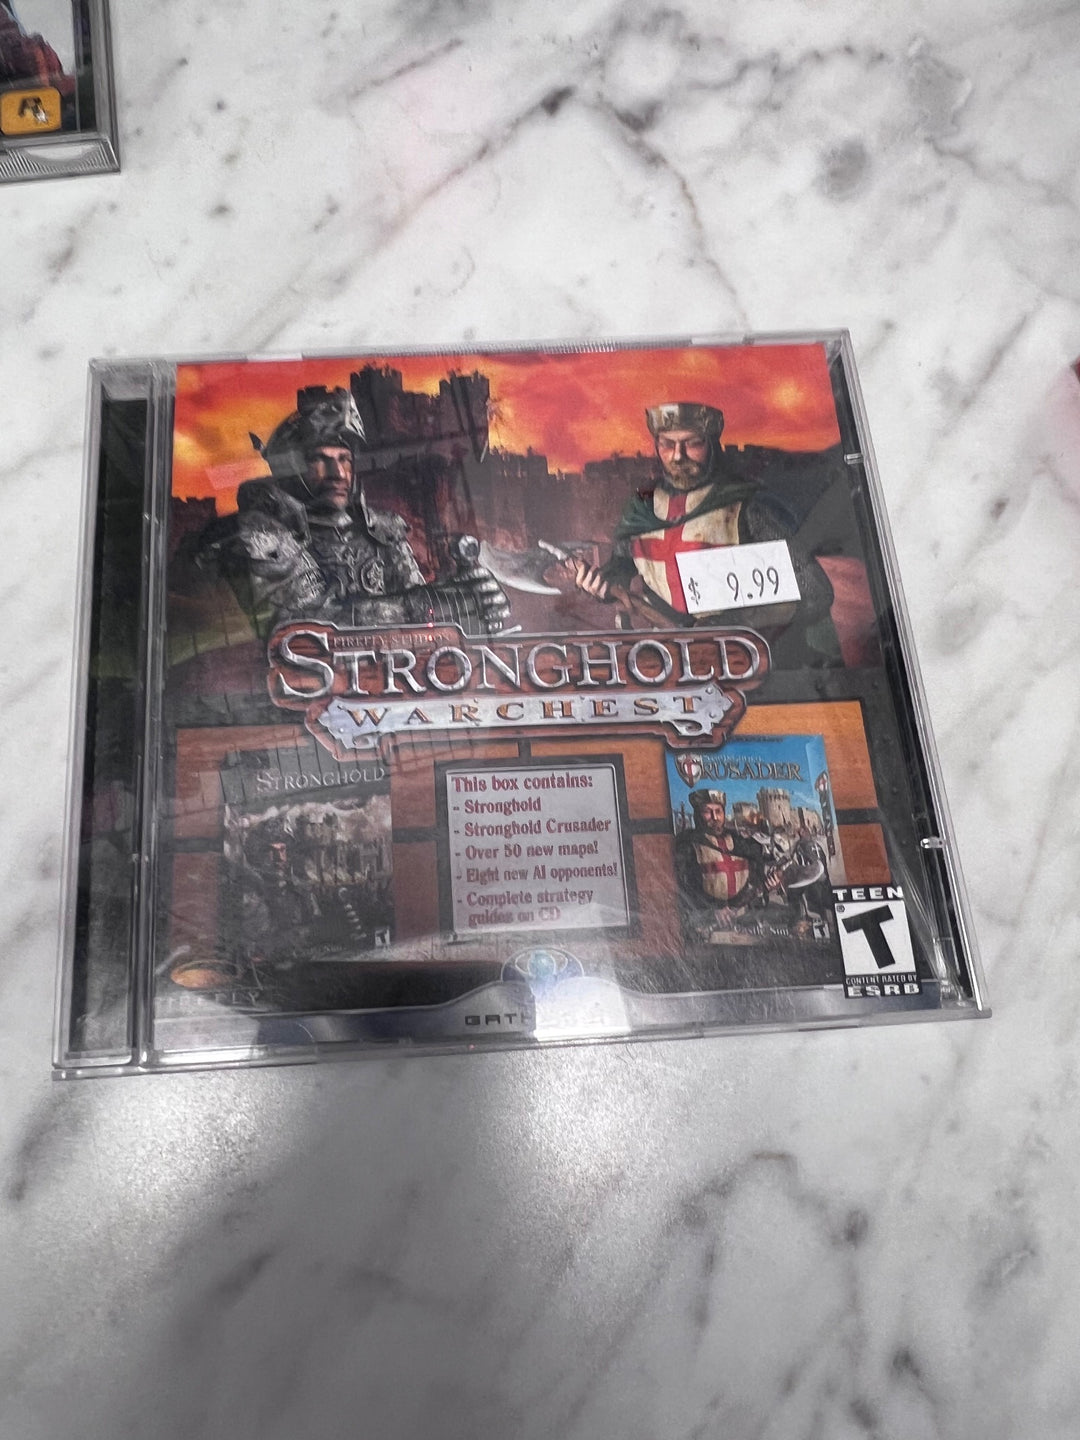 $ 9.99
FIREFLY STUDIOS
STRONGHOLD
WARCHEST
STRONGHOLD
This box contains:
- Stronghold
- Stronghold Crusader
- Over 50 new maps!
- Eight new AI opponents!
- Complete strategy
guides on CD
CRUSADER
TEEN
T
CONTENT RATED BY
ESRB
FIREFLY